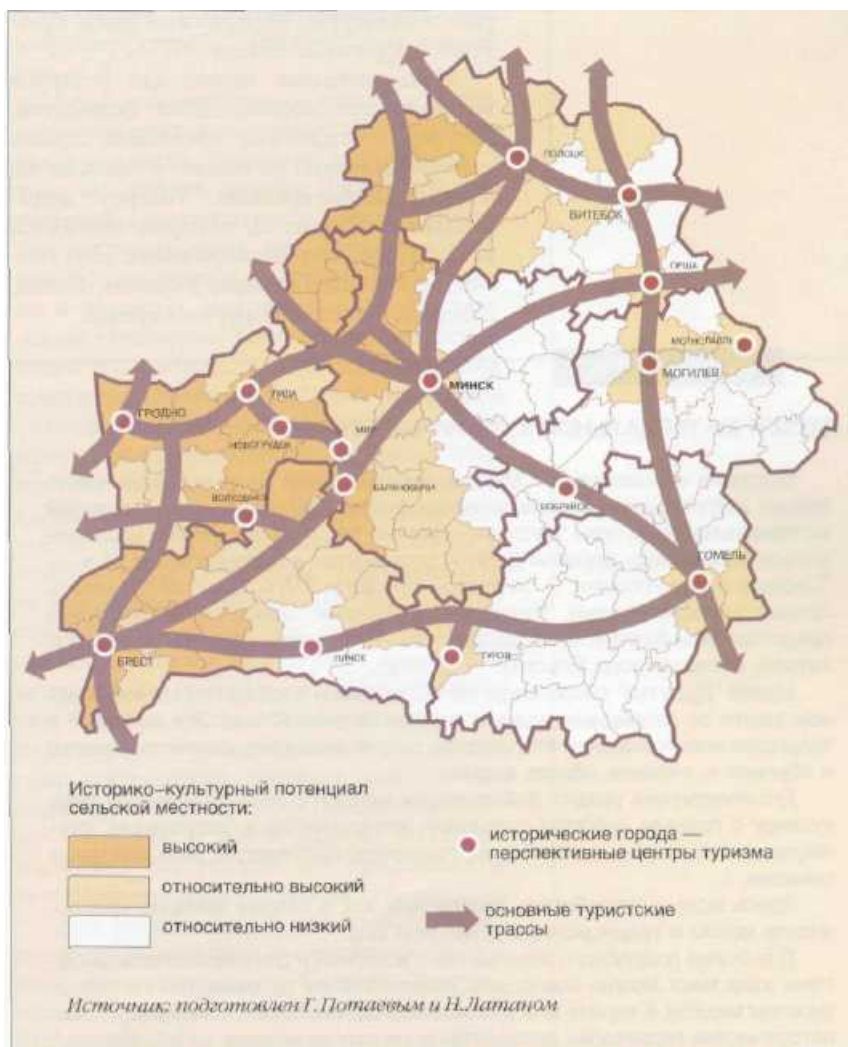 ПОЛОЦК
ВИТЕБСК
ОРША
МСТИСЛАВЛЬ
МОГИЛЕВ
МИНСК
ЛИДА
ГРОДНО
НОВОГРУДОК
МИР
БАРАНОВИЧИ
ВОЛКОВЫСК
БОБРУЙСК
ГОМЕЛЬ
БРЕСТ
ПИНСК
ТУРОВ
Историко-культурный потенциал
сельской местности:
высокий
относительно высокий
относительно низкий
исторические города —
перспективные центры туризма
основные туристские
трассы
Источник: подготовлен Г.Потаевым и Н.Латаном